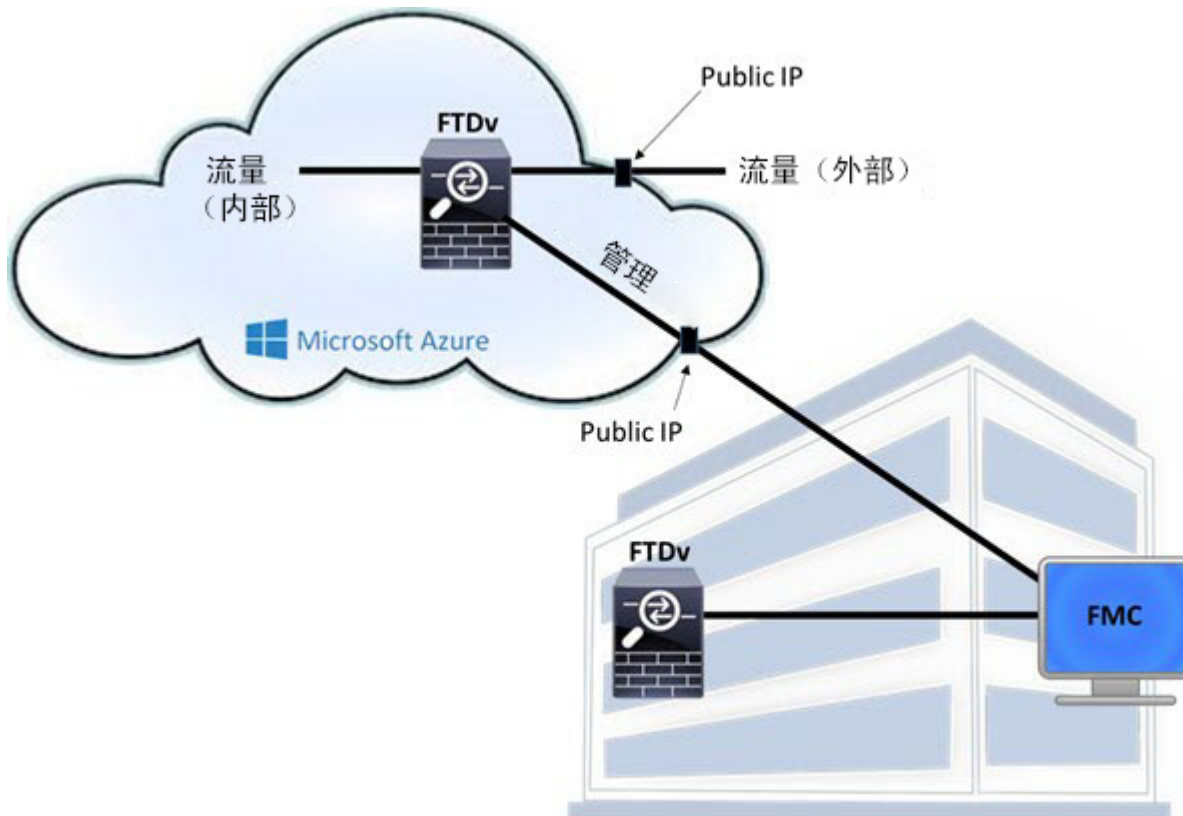 Public IP
FTDv
流量
（内部）
流量（外部）
管理
Microsoft Azure
Public IP
FTDv
FMC